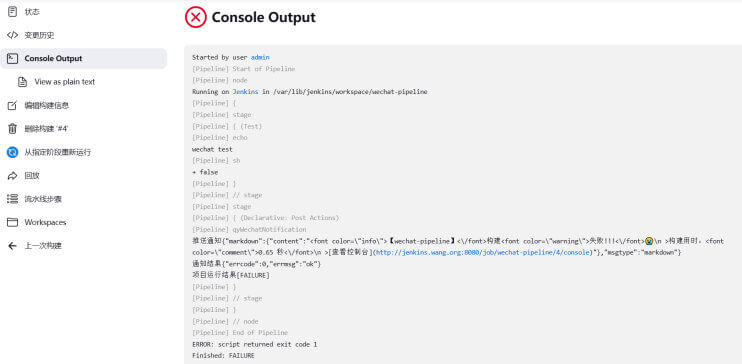 状态
变更历史
Console Output
View as plain text
编辑构建信息
删除构建 '#4'
从指定阶段重新运行
回放
流水线步骤
Workspaces
上一次构建
Console Output
Started by user admin
[Pipeline] Start of Pipeline
[Pipeline] node
Running on Jenkins in /var/lib/jenkins/workspace/wechat-pipeline
[Pipeline] {
[Pipeline] stage
[Pipeline] { (Test)
[Pipeline] echo
wechat test
[Pipeline] sh
+ false
[Pipeline] }
[Pipeline] // stage
[Pipeline] stage
[Pipeline] { (Declarative: Post Actions)
[Pipeline] qyWechatNotification
推送通知{"markdown":{"content":"<font color=\"info\">【wechat-pipeline】<\/font>构建<font color=\"warning\">失败!!!<\/font>😭\n >构建用时：<font
color=\"comment\">0.65 秒<\/font>\n >[查看控制台](http://jenkins.wang.org:8080/job/wechat-pipeline/4/console)"},"msgtype":"markdown"}
通知结果{"errcode":0,"errmsg":"ok"}
项目运行结果[FAILURE]
[Pipeline] }
[Pipeline] // stage
[Pipeline] }
[Pipeline] // node
[Pipeline] End of Pipeline
ERROR: script returned exit code 1
Finished: FAILURE